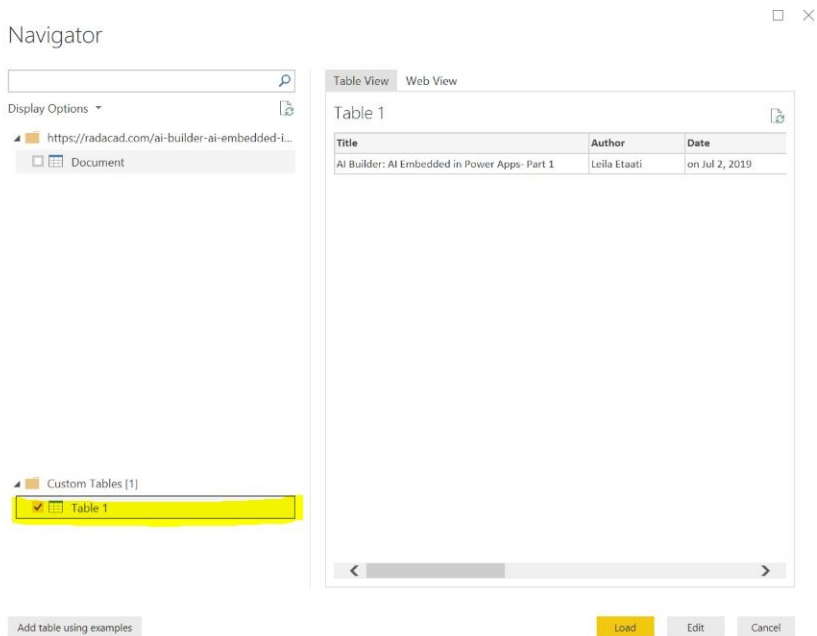 Navigator
Display Options
https://radacad.com/ai-builder-ai-embedded-i...
Document
Custom Tables [1]
Table 1
Add table using examples
Table View Web View
Table 1
Title Author Date
AI Builder: AI Embedded in Power Apps- Part 1 Leila Etaati on Jul 2, 2019
Load Edit Cancel